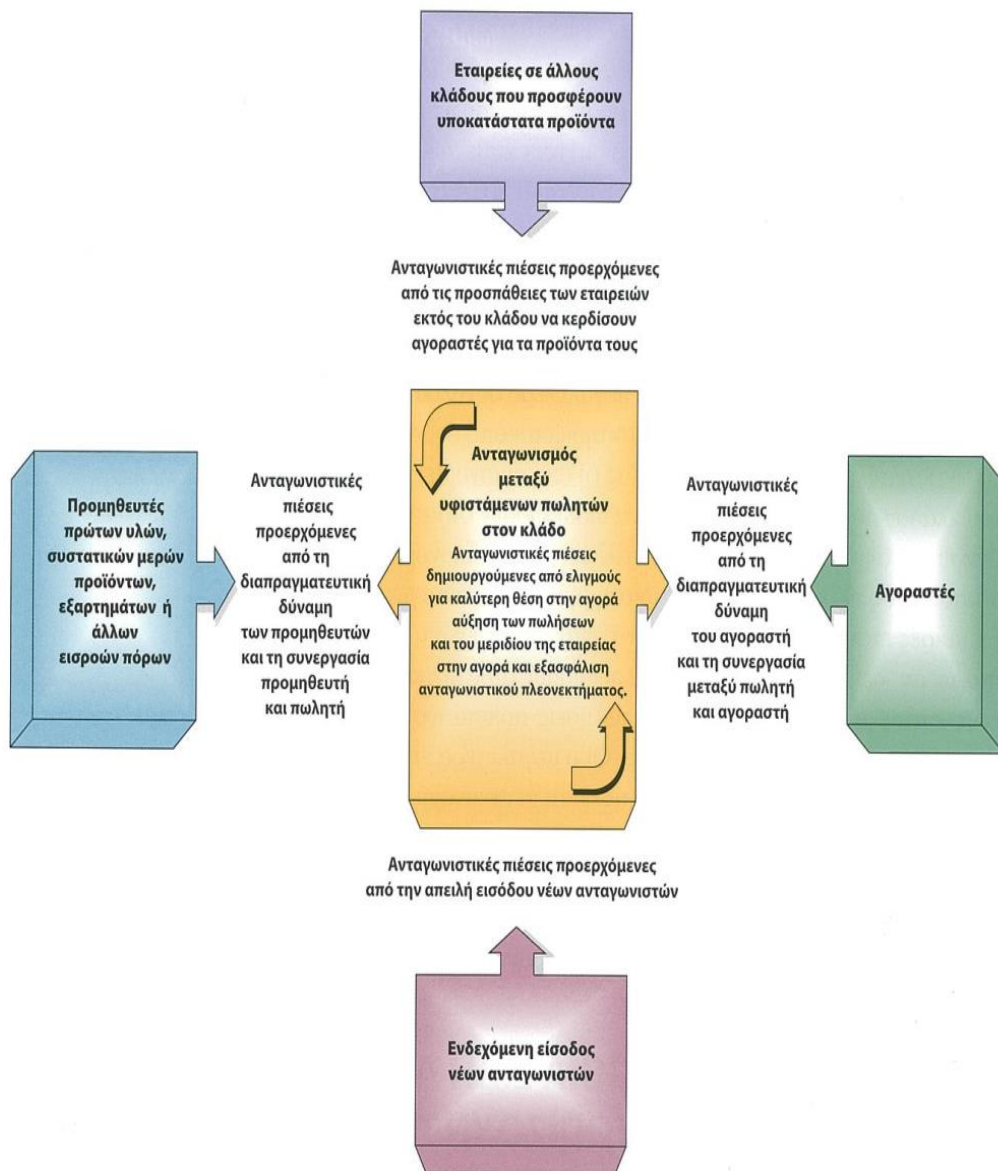 Εταιρείες σε άλλους
κλάδους που προσφέρουν
υποκατάστατα προϊόντα
Ανταγωνιστικές πιέσεις προερχόμενες
από τις προσπάθειες των εταιρειών
εκτός του κλάδου να κερδίσουν
αγοραστές για τα προϊόντα τους
Προμηθευτές
πρώτων υλών,
συστατικών μερών
προϊόντων,
εξαρτημάτων ή
άλλων
εισροών πόρων
Ανταγωνιστικές
πιέσεις
προερχόμενες
από τη
διαπραγματευτική
δύναμη
των προμηθευτών
και τη συνεργασία
προμηθευτή
και πωλητή
Ανταγωνισμός
μεταξύ
υφιστάμενων πωλητών
στον κλάδο
Ανταγωνιστικές πιέσεις
δημιουργούμενες από ελιγμούς
για καλύτερη θέση στην αγορά
αύξηση των πωλήσεων
και του μεριδίου της εταιρείας
στην αγορά και εξασφάλιση
ανταγωνιστικού πλεονεκτήματος.
Ανταγωνιστικές
πιέσεις
προερχόμενες
από τη
διαπραγματευτική
δύναμη
του αγοραστή
και τη συνεργασία
μεταξύ πωλητή
και αγοραστή
Αγοραστές
Ανταγωνιστικές πιέσεις προερχόμενες
από την απειλή εισόδου νέων ανταγωνιστών
Ενδεχόμενη είσοδος
νέων ανταγωνιστών